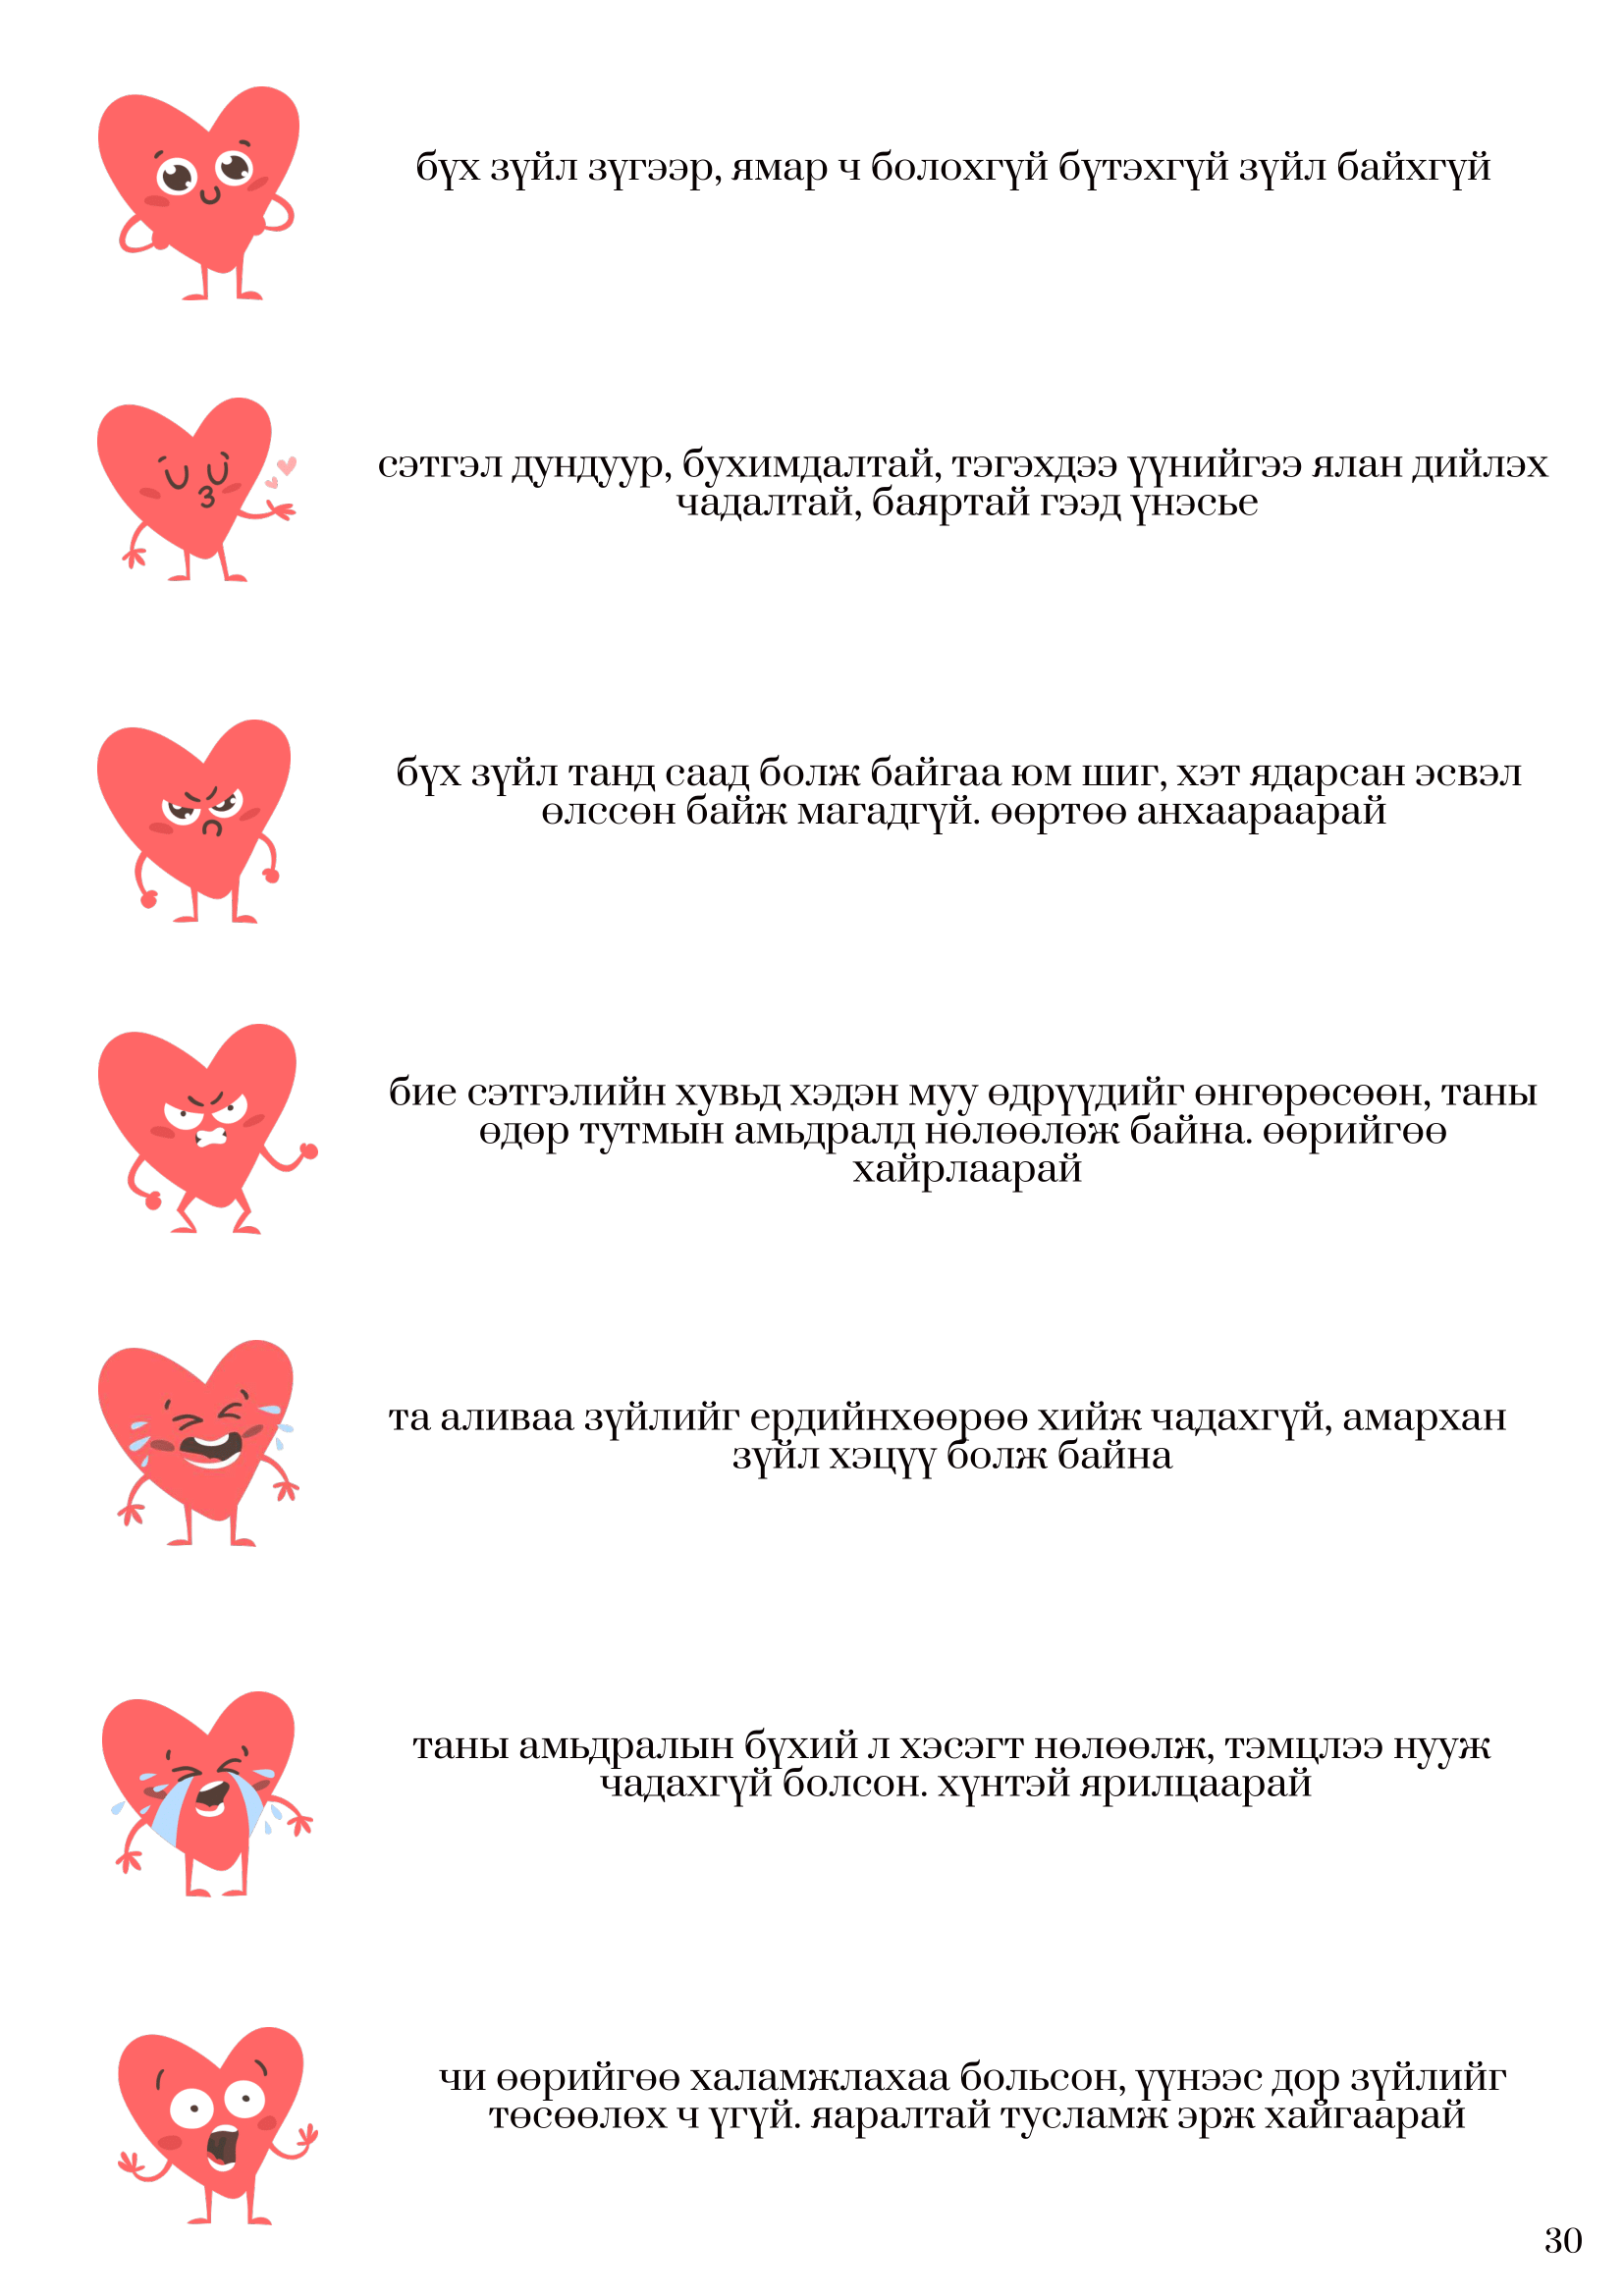 бүх зүйл зүгээр, ямар ч болохгүй бүтэхгүй зүйл байхгүй
сэтгэл дундуур, бухимдалтай, тэгэхдээ үүнийгээ ялан дийлэх
чадалтай, баяртай гээд үнэсье
бүх зүйл танд саад болж байгаа юм шиг, хэт ядарсан эсвэл
өлссөн байж магадгүй. өөртөө анхаараарай
бие сэтгэлийн хувьд хэдэн муу өдрүүдийг өнгөрөсөөн, таны
өдөр тутмын амьдралд нөлөөлөж байна. өөрийгөө
хайрлаарай
та аливаа зүйлийг ердийнхөөрөө хийж чадахгүй, амархан
зүйл хэцүү болж байна
таны амьдралын бүхий л хэсэгт нөлөөлж, тэмцлээ нууж
чадахгүй болсон. хүнтэй ярилцаарай
чи өөрийгөө халамжлахаа больсон, үүнээс дор зүйлийг
төсөөлөх ч үгүй. яаралтай тусламж эрж хайгаарай
30